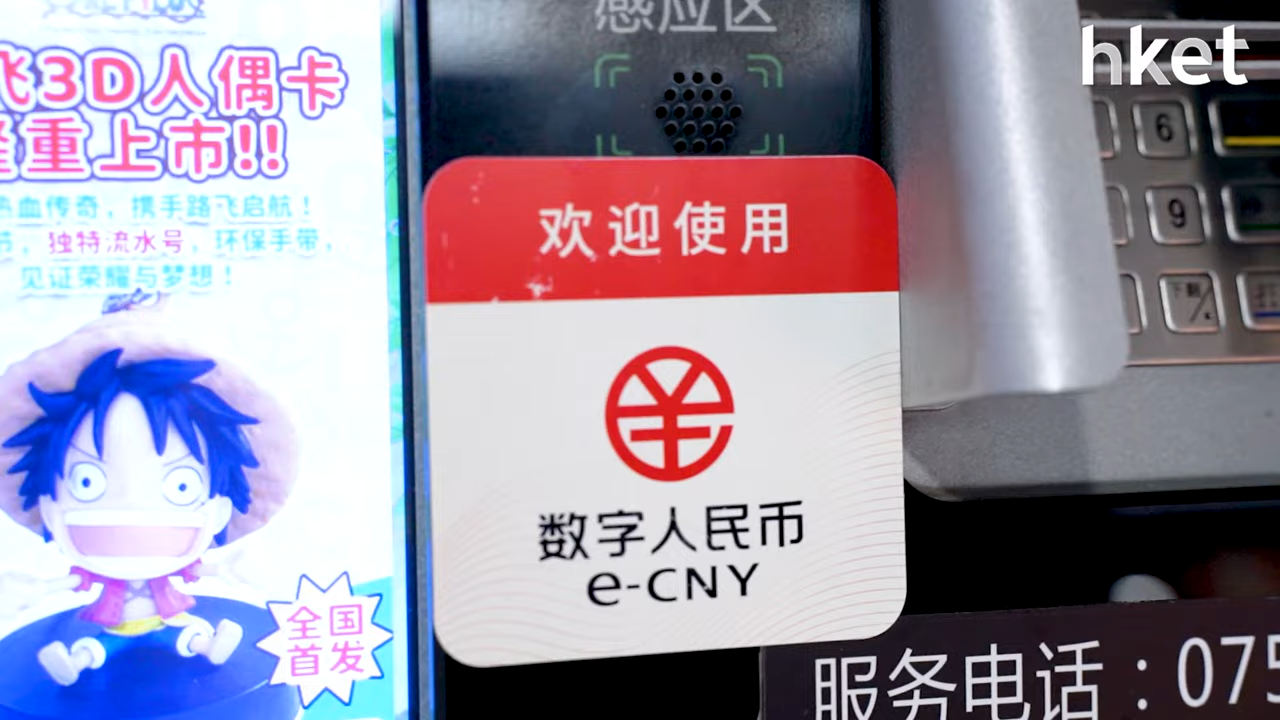 hket
感应区
飞3D人偶卡
重上市!!
热血传奇，携手路飞启航！
独特流水号，环保手带，
见证荣耀与梦想！
全国
首发
欢迎使用
数字人民币
e-CNY
6
9
服务电话：075